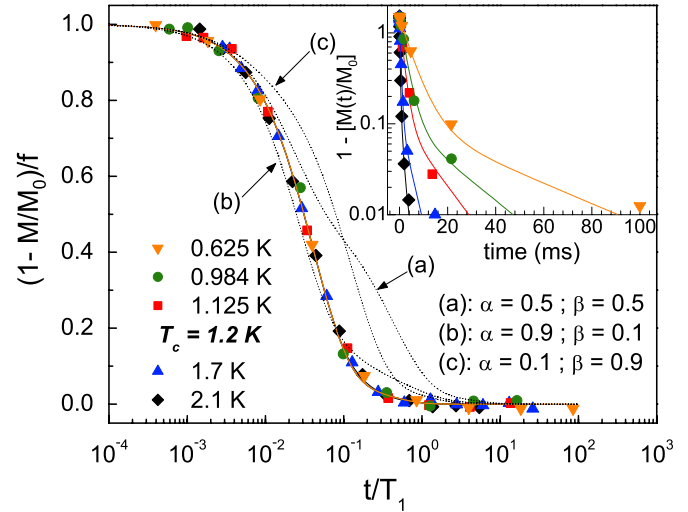 (1- M/M₀)/f
1.0
0.8
0.6
0.4
0.2
0.0
10⁻⁴
10⁻³
10⁻²
10⁻¹
10⁰
10¹
10²
10³
t/T₁
(c)
(b)
(a)
0.625 K
0.984 K
1.125 K
T_c = 1.2 K
1.7 K
2.1 K
(a): α = 0.5 ; β = 0.5
(b): α = 0.9 ; β = 0.1
(c): α = 0.1 ; β = 0.9
1 - [M(t)/M₀]
1
0.1
0.01
0
20
40
60
80
100
time (ms)